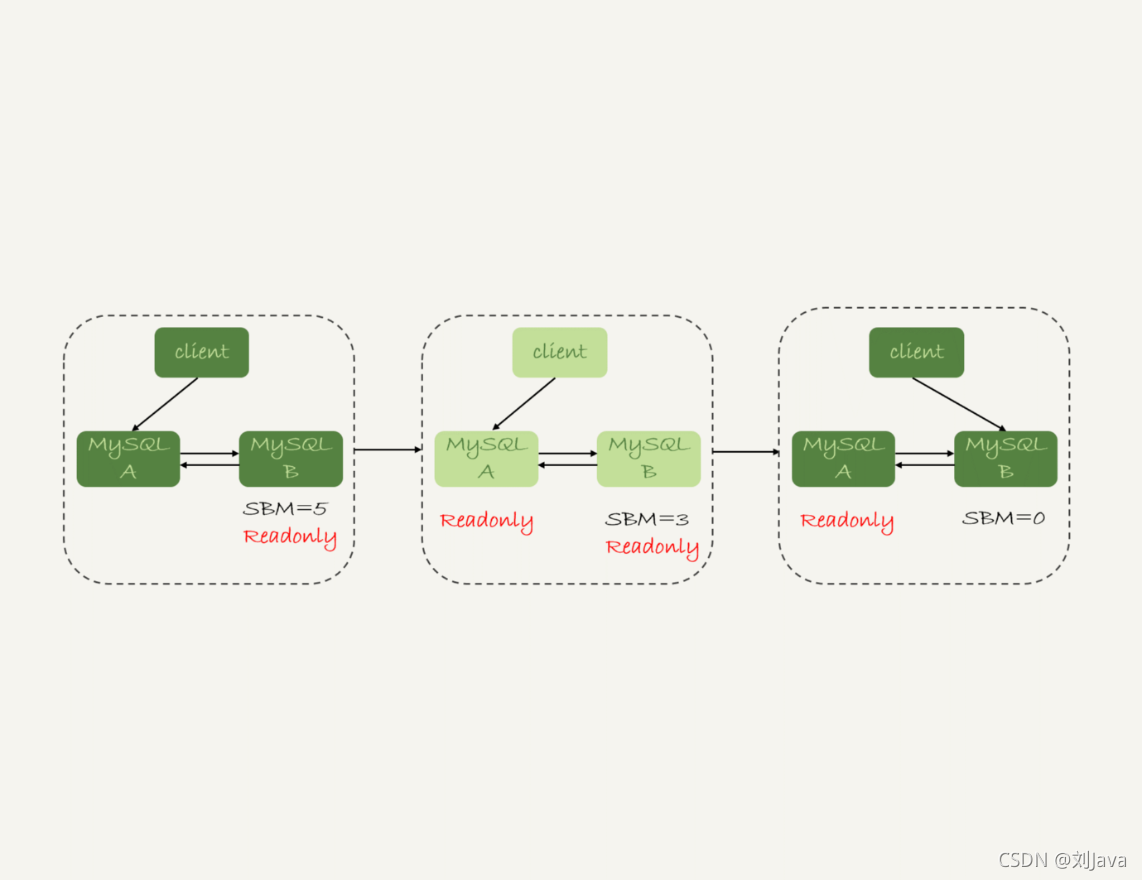 client
MySQL
A
MySQL
B
SBM=5
Readonly
client
MySQL
A
MySQL
B
Readonly
SBM=3
Readonly
client
MySQL
A
MySQL
B
Readonly
SBM=0
CSDN @刘Java